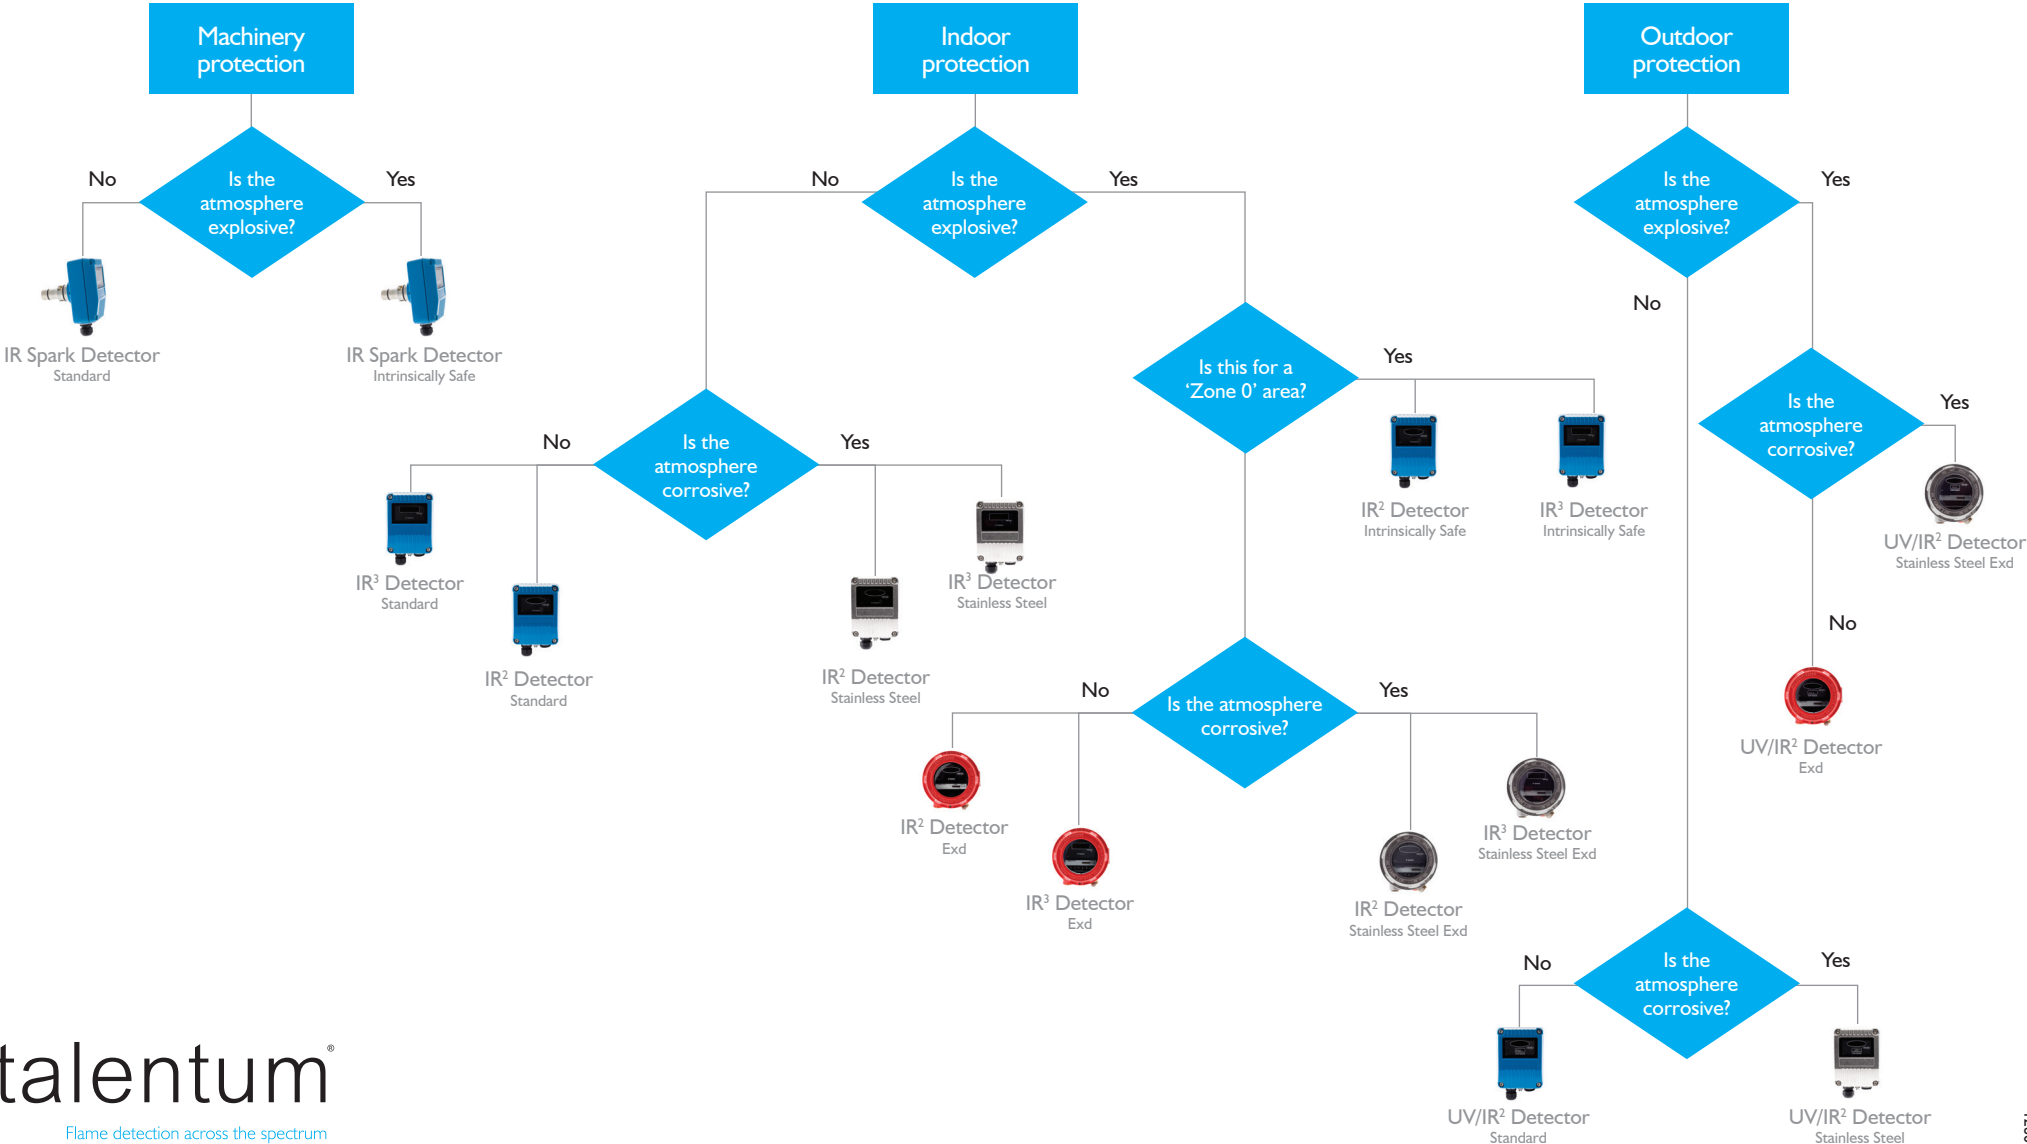 Machinery
protection
Indoor
protection
Outdoor
protection
No
Is the
atmosphere
explosive?
Yes
No
Is the
atmosphere
explosive?
Yes
Is the
atmosphere
explosive?
Yes
No
IR Spark Detector
Standard
IR Spark Detector
Intrinsically Safe
Is this for a
‘Zone 0’ area?
Yes
IR² Detector
Intrinsically Safe
IR³ Detector
Intrinsically Safe
Is the
atmosphere
corrosive?
Yes
UV/IR² Detector
Stainless Steel Exd
No
UV/IR² Detector
Exd
No
Is the
atmosphere
corrosive?
Yes
IR³ Detector
Standard
IR² Detector
Standard
IR² Detector
Stainless Steel
IR³ Detector
Stainless Steel
No
Is the atmosphere
corrosive?
Yes
IR² Detector
Exd
IR³ Detector
Exd
IR² Detector
Stainless Steel Exd
IR³ Detector
Stainless Steel Exd
No
Is the
atmosphere
corrosive?
Yes
UV/IR² Detector
Standard
UV/IR² Detector
Stainless Steel
talentum®
Flame detection across the spectrum